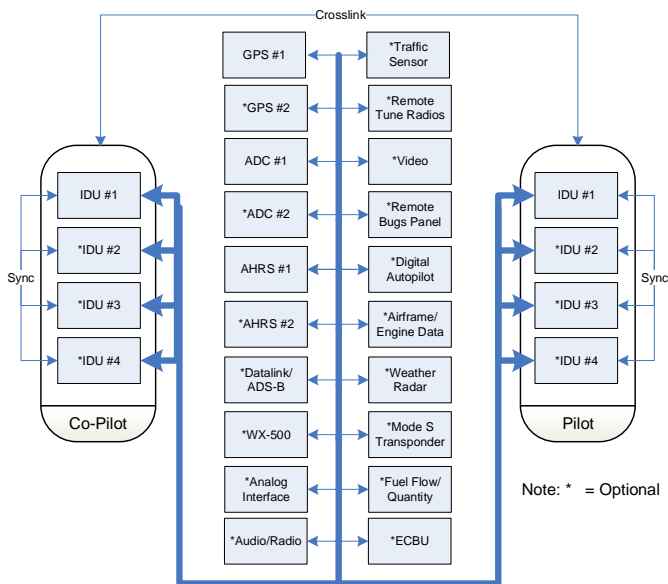 Crosslink
GPS #1
*Traffic
Sensor
*GPS #2
*Remote
Tune Radios
ADC #1
*Video
*ADC #2
*Remote
Bugs Panel
AHRS #1
*Digital
Autopilot
*AHRS #2
*Airframe/
Engine Data
*Datalink/
ADS-B
*Weather
Radar
*WX-500
*Mode S
Transponder
*Analog
Interface
*Fuel Flow/
Quantity
*Audio/Radio
*ECBU
IDU #1
*IDU #2
Sync
*IDU #3
*IDU #4
Co-Pilot
IDU #1
*IDU #2
Sync
*IDU #3
*IDU #4
Pilot
Note: * = Optional